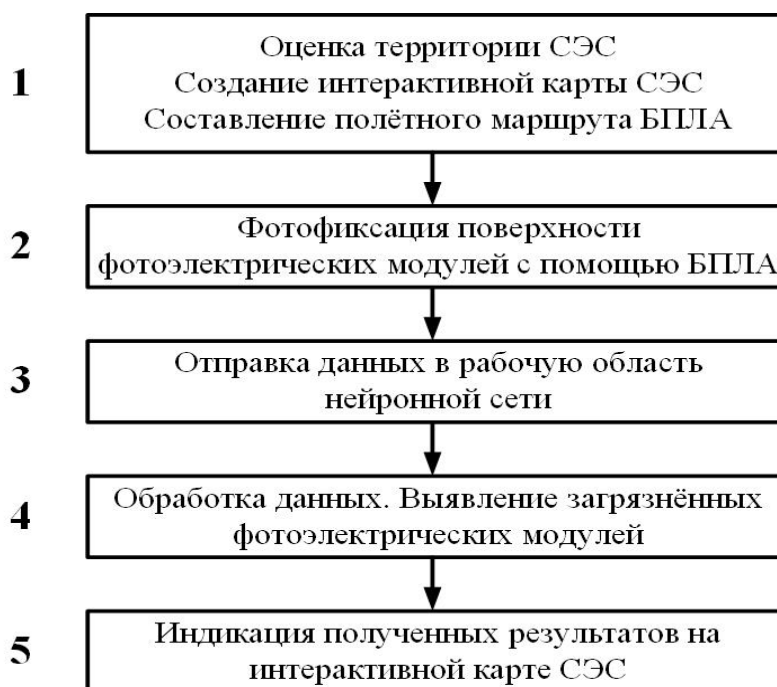 1
Оценка территории СЭС
Создание интерактивной карты СЭС
Составление полётного маршрута БПЛА
2
Фотофиксация поверхности
фотоэлектрических модулей с помощью БПЛА
3
Отправка данных в рабочую область
нейронной сети
4
Обработка данных. Выявление загрязнённых
фотоэлектрических модулей
5
Индикация полученных результатов на
интерактивной карте СЭС